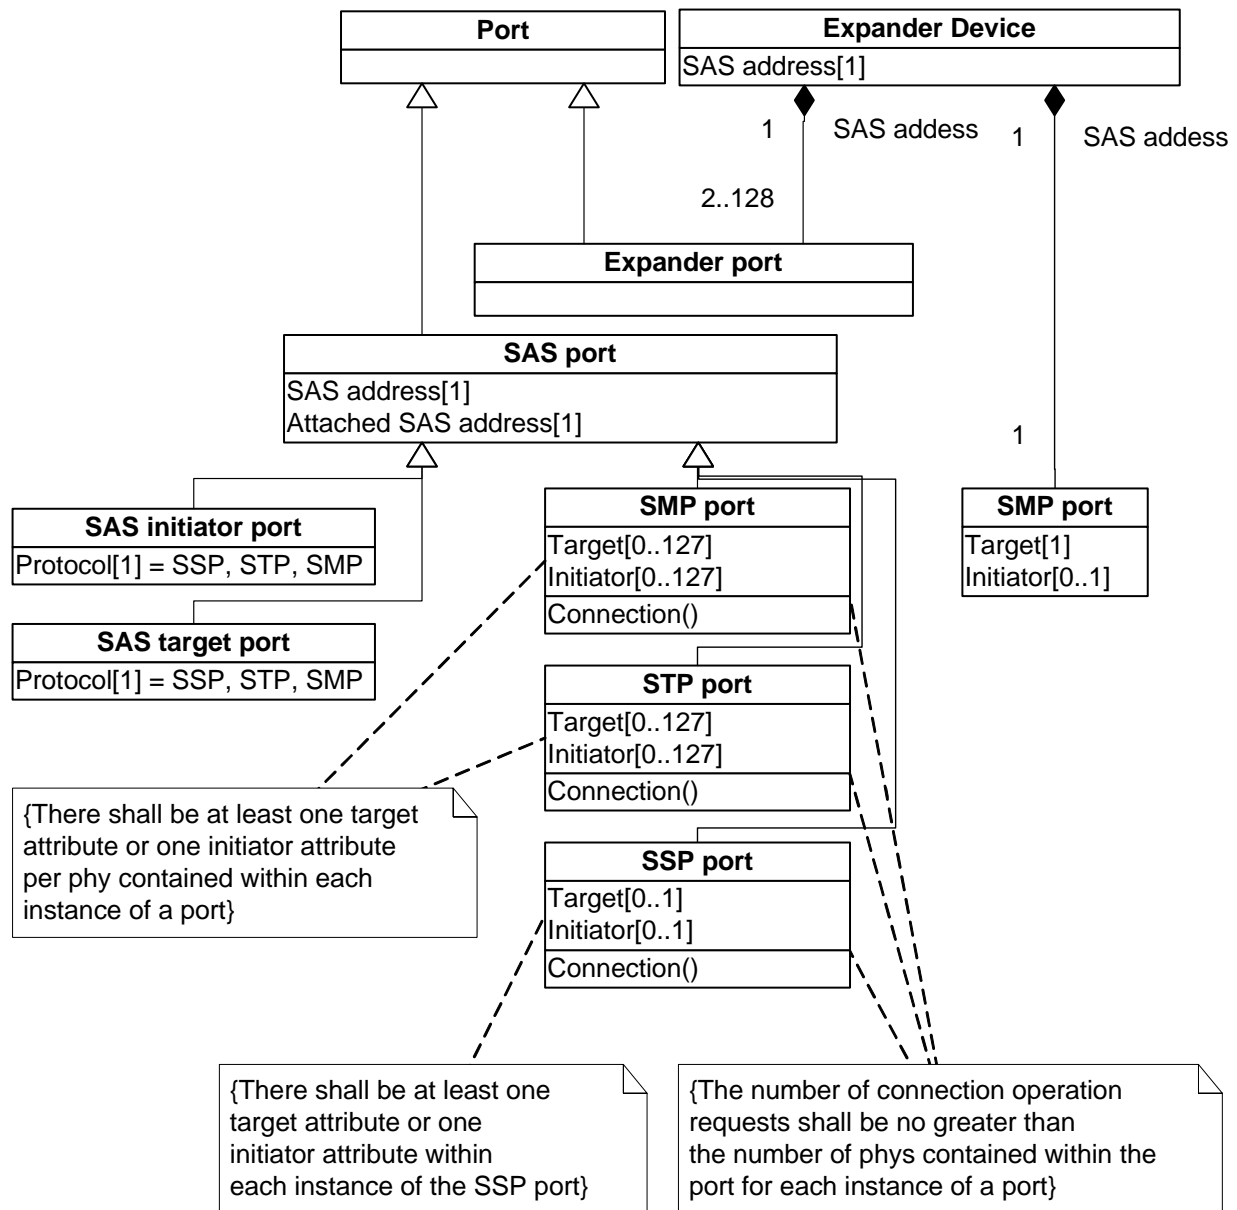 Port
Expander Device
SAS address[1]
1
SAS addess
1
SAS addess
2..128
Expander port
SAS port
SAS address[1]
Attached SAS address[1]
1
SAS initiator port
Protocol[1] = SSP, STP, SMP
SAS target port
Protocol[1] = SSP, STP, SMP
SMP port
Target[0..127]
Initiator[0..127]
Connection()
SMP port
Target[1]
Initiator[0..1]
STP port
Target[0..127]
Initiator[0..127]
Connection()
{There shall be at least one target
attribute or one initiator attribute
per phy contained within each
instance of a port}
SSP port
Target[0..1]
Initiator[0..1]
Connection()
{There shall be at least one
target attribute or one
initiator attribute within
each instance of the SSP port}
{The number of connection operation
requests shall be no greater than
the number of phys contained within the
port for each instance of a port}